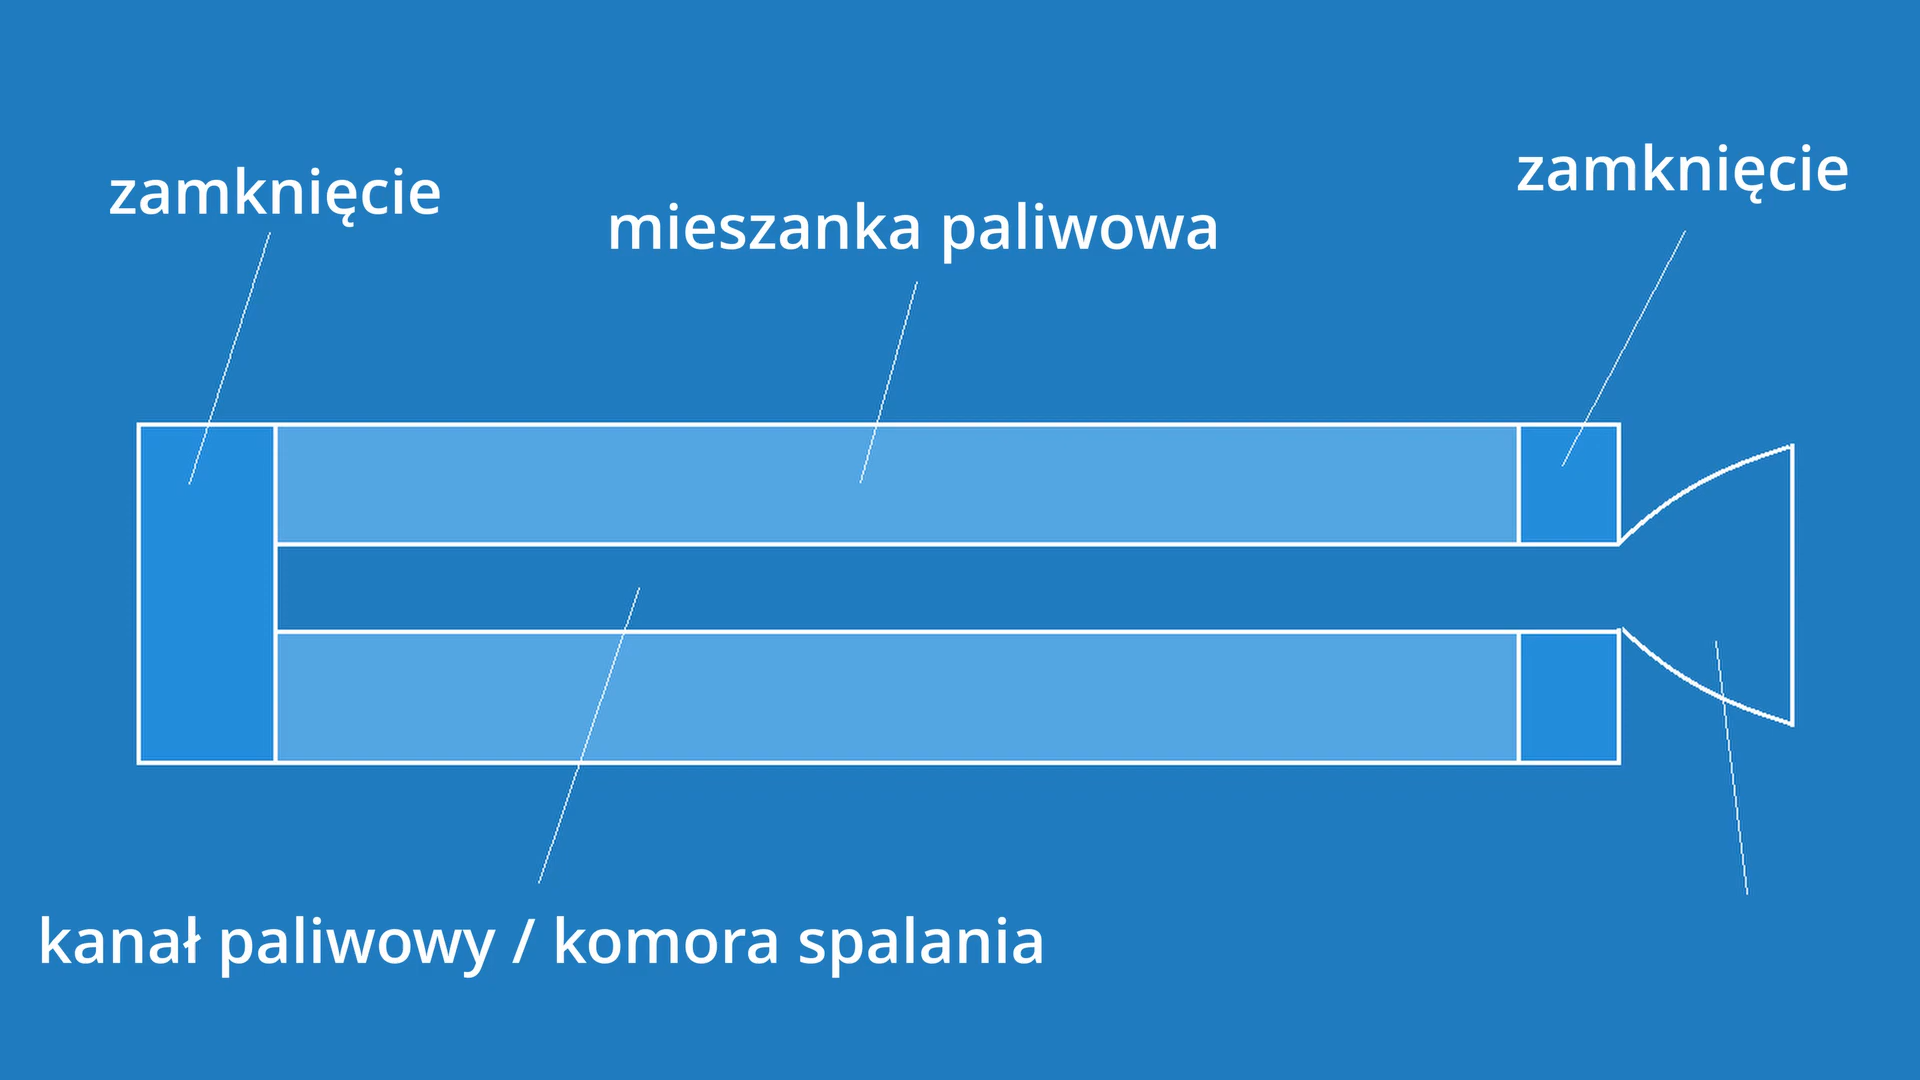 zamknięcie
mieszanka paliwowa
zamknięcie
kanał paliwowy / komora spalania